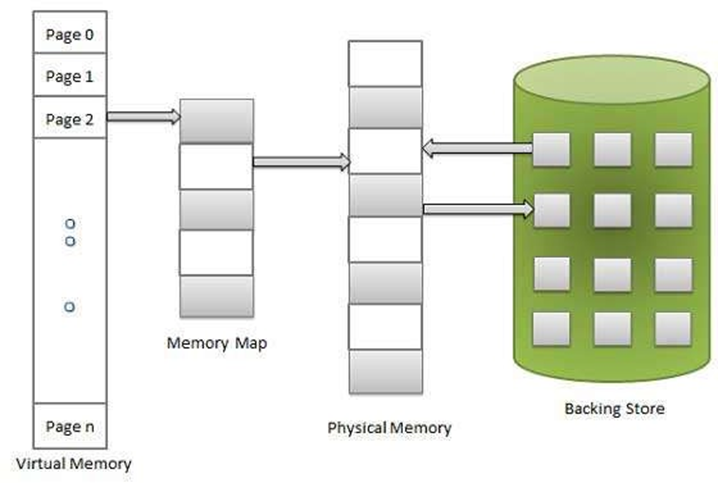 Page 0
Page 1
Page 2
Page n
Virtual Memory
Memory Map
Physical Memory
Backing Store